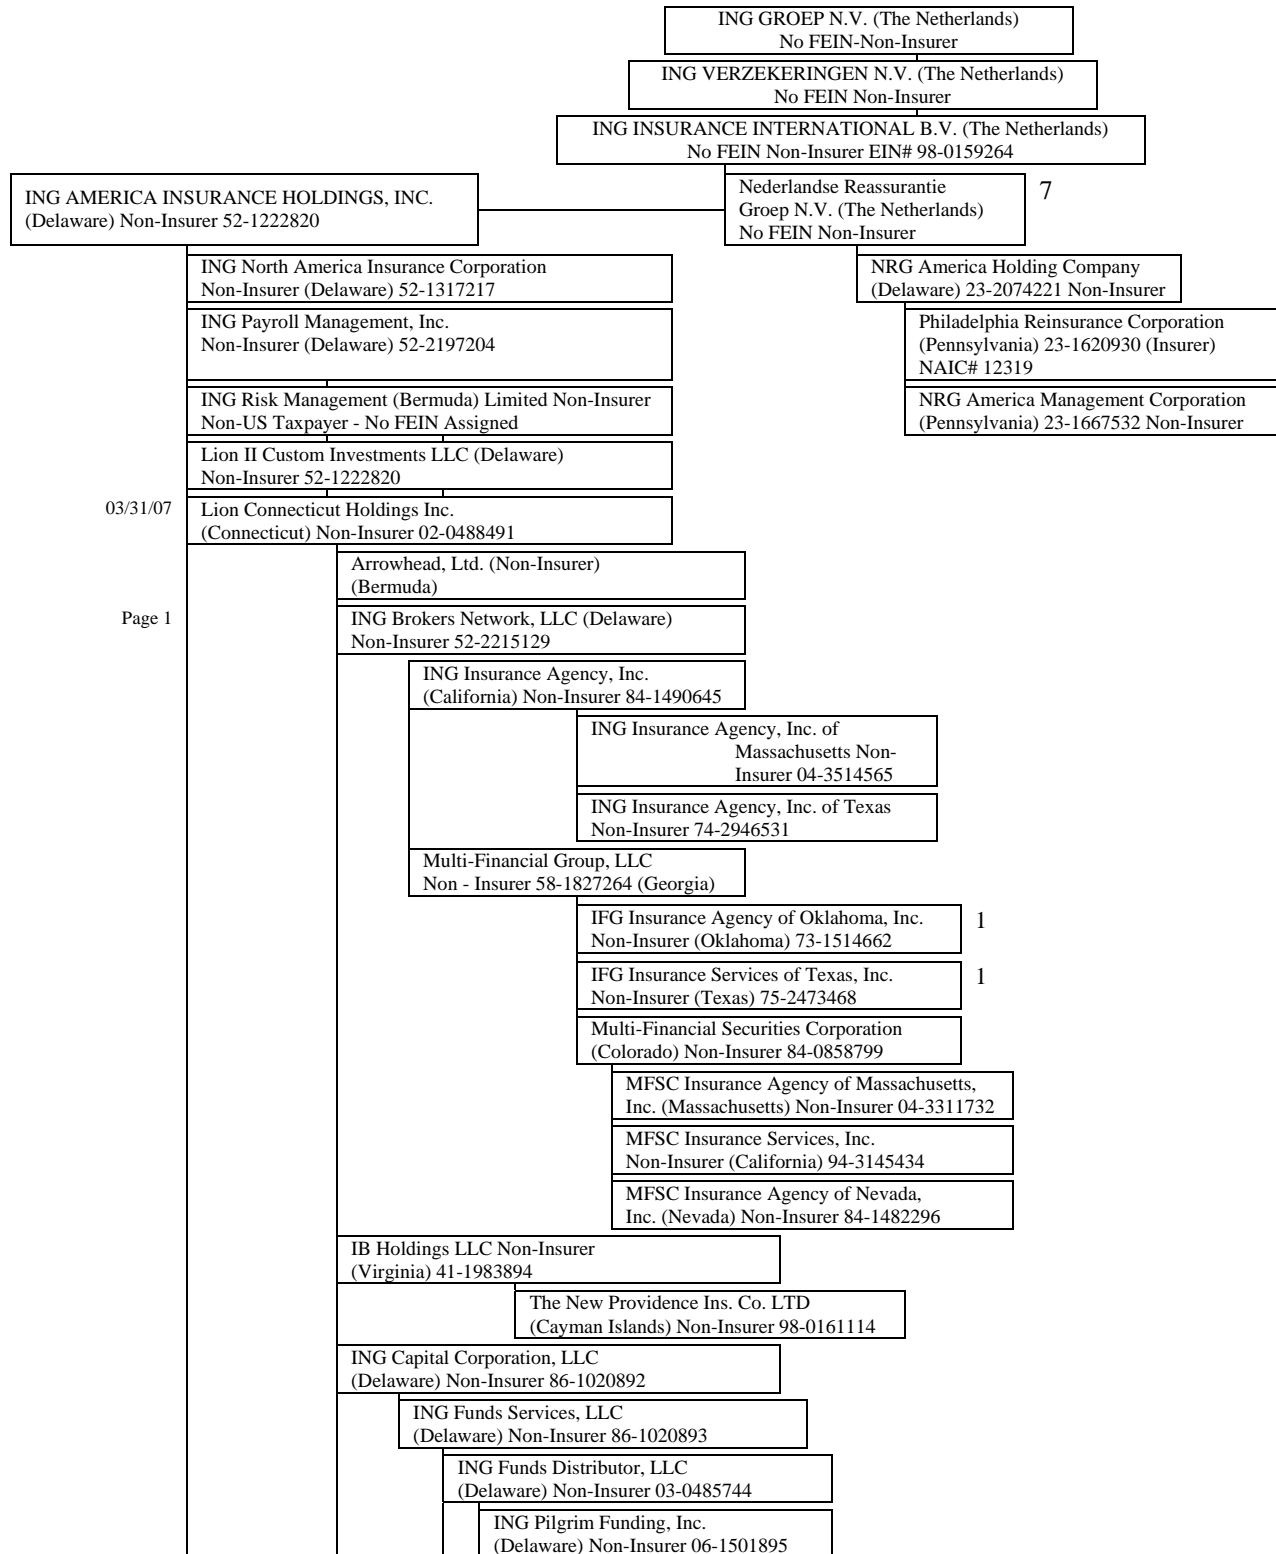 ING GROEP N.V. (The Netherlands)
No FEIN-Non-Insurer
ING VERZEKERINGEN N.V. (The Netherlands)
No FEIN Non-Insurer
ING INSURANCE INTERNATIONAL B.V. (The Netherlands)
No FEIN Non-Insurer EIN# 98-0159264
ING AMERICA INSURANCE HOLDINGS, INC.
(Delaware) Non-Insurer 52-1222820
Nederlandse Reassurantie
Groep N.V. (The Netherlands)
No FEIN Non-Insurer
7
ING North America Insurance Corporation
Non-Insurer (Delaware) 52-1317217
NRG America Holding Company
(Delaware) 23-2074221 Non-Insurer
ING Payroll Management, Inc.
Non-Insurer (Delaware) 52-2197204
Philadelphia Reinsurance Corporation
(Pennsylvania) 23-1620930 (Insurer)
NAIC# 12319
ING Risk Management (Bermuda) Limited Non-Insurer
Non-US Taxpayer - No FEIN Assigned
NRG America Management Corporation
(Pennsylvania) 23-1667532 Non-Insurer
Lion II Custom Investments LLC (Delaware)
Non-Insurer 52-1222820
03/31/07
Lion Connecticut Holdings Inc.
(Connecticut) Non-Insurer 02-0488491
Arrowhead, Ltd. (Non-Insurer)
(Bermuda)
Page 1
ING Brokers Network, LLC (Delaware)
Non-Insurer 52-2215129
ING Insurance Agency, Inc.
(California) Non-Insurer 84-1490645
ING Insurance Agency, Inc. of
Massachusetts Non-
Insurer 04-3514565
ING Insurance Agency, Inc. of Texas
Non-Insurer 74-2946531
Multi-Financial Group, LLC
Non - Insurer 58-1827264 (Georgia)
IFG Insurance Agency of Oklahoma, Inc.
Non-Insurer (Oklahoma) 73-1514662
1
IFG Insurance Services of Texas, Inc.
Non-Insurer (Texas) 75-2473468
1
Multi-Financial Securities Corporation
(Colorado) Non-Insurer 84-0858799
MFSC Insurance Agency of Massachusetts,
Inc. (Massachusetts) Non-Insurer 04-3311732
MFSC Insurance Services, Inc.
Non-Insurer (California) 94-3145434
MFSC Insurance Agency of Nevada,
Inc. (Nevada) Non-Insurer 84-1482296
IB Holdings LLC Non-Insurer
(Virginia) 41-1983894
The New Providence Ins. Co. LTD
(Cayman Islands) Non-Insurer 98-0161114
ING Capital Corporation, LLC
(Delaware) Non-Insurer 86-1020892
ING Funds Services, LLC
(Delaware) Non-Insurer 86-1020893
ING Funds Distributor, LLC
(Delaware) Non-Insurer 03-0485744
ING Pilgrim Funding, Inc.
(Delaware) Non-Insurer 06-1501895